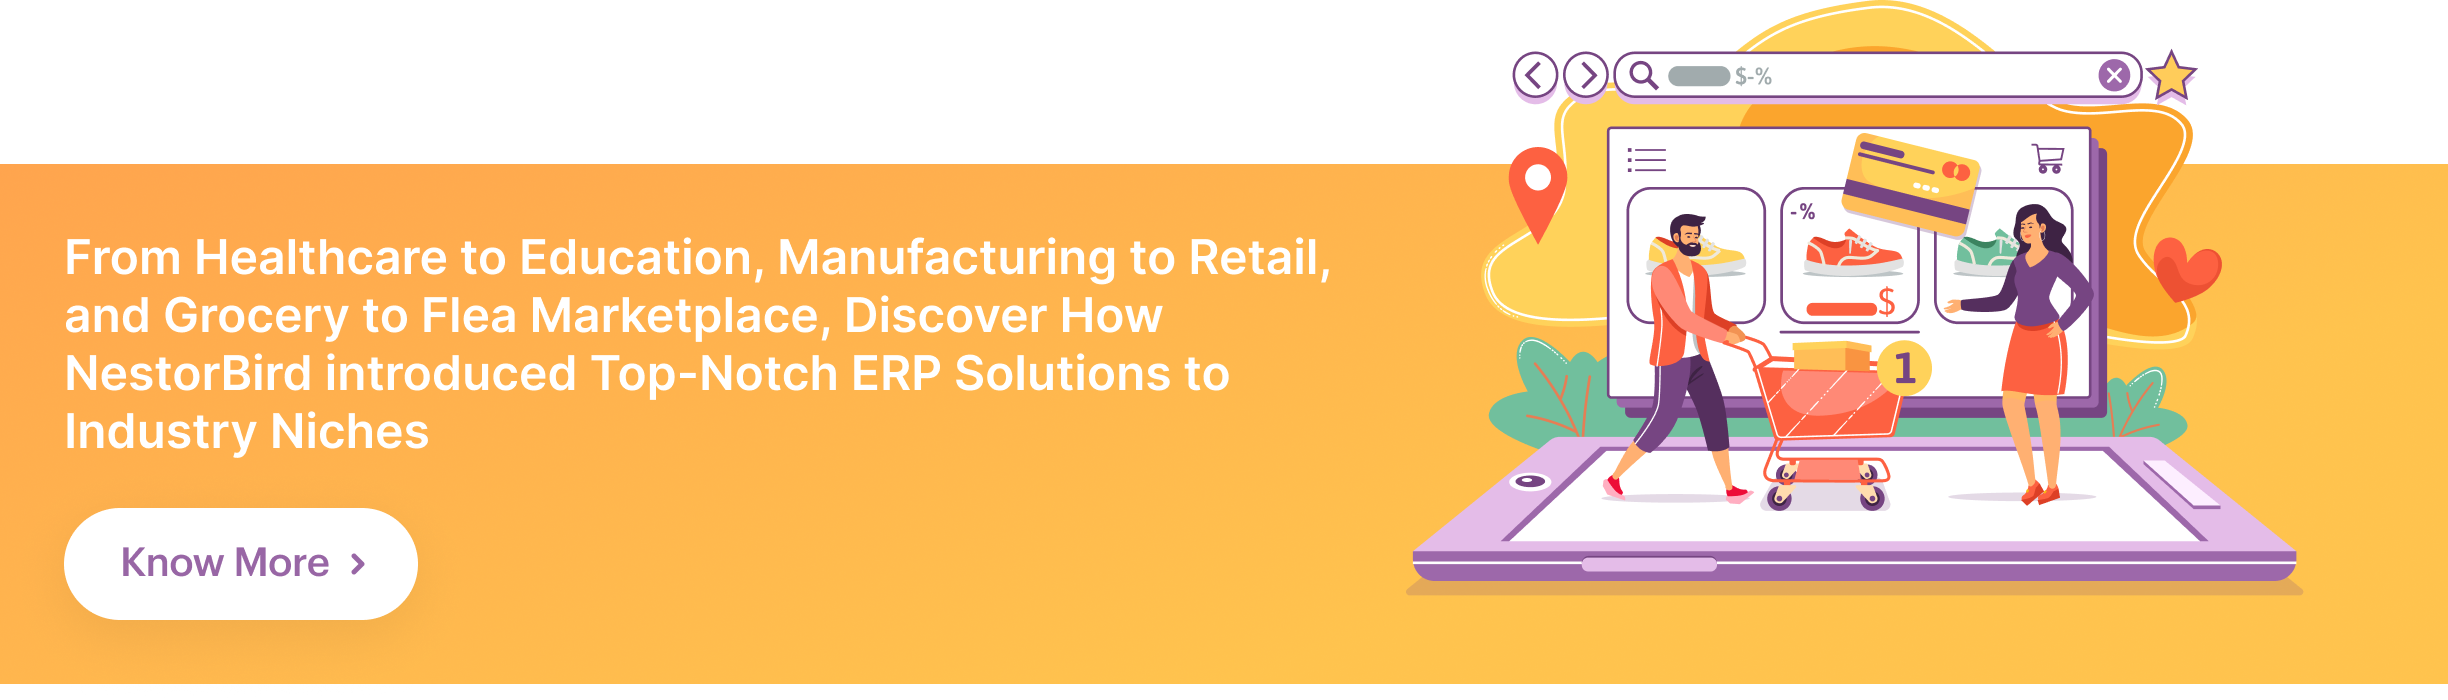 From Healthcare to Education, Manufacturing to Retail,
and Grocery to Flea Marketplace, Discover How
NestorBird introduced Top-Notch ERP Solutions to
Industry Niches
Know More
$-%
-%
$
1